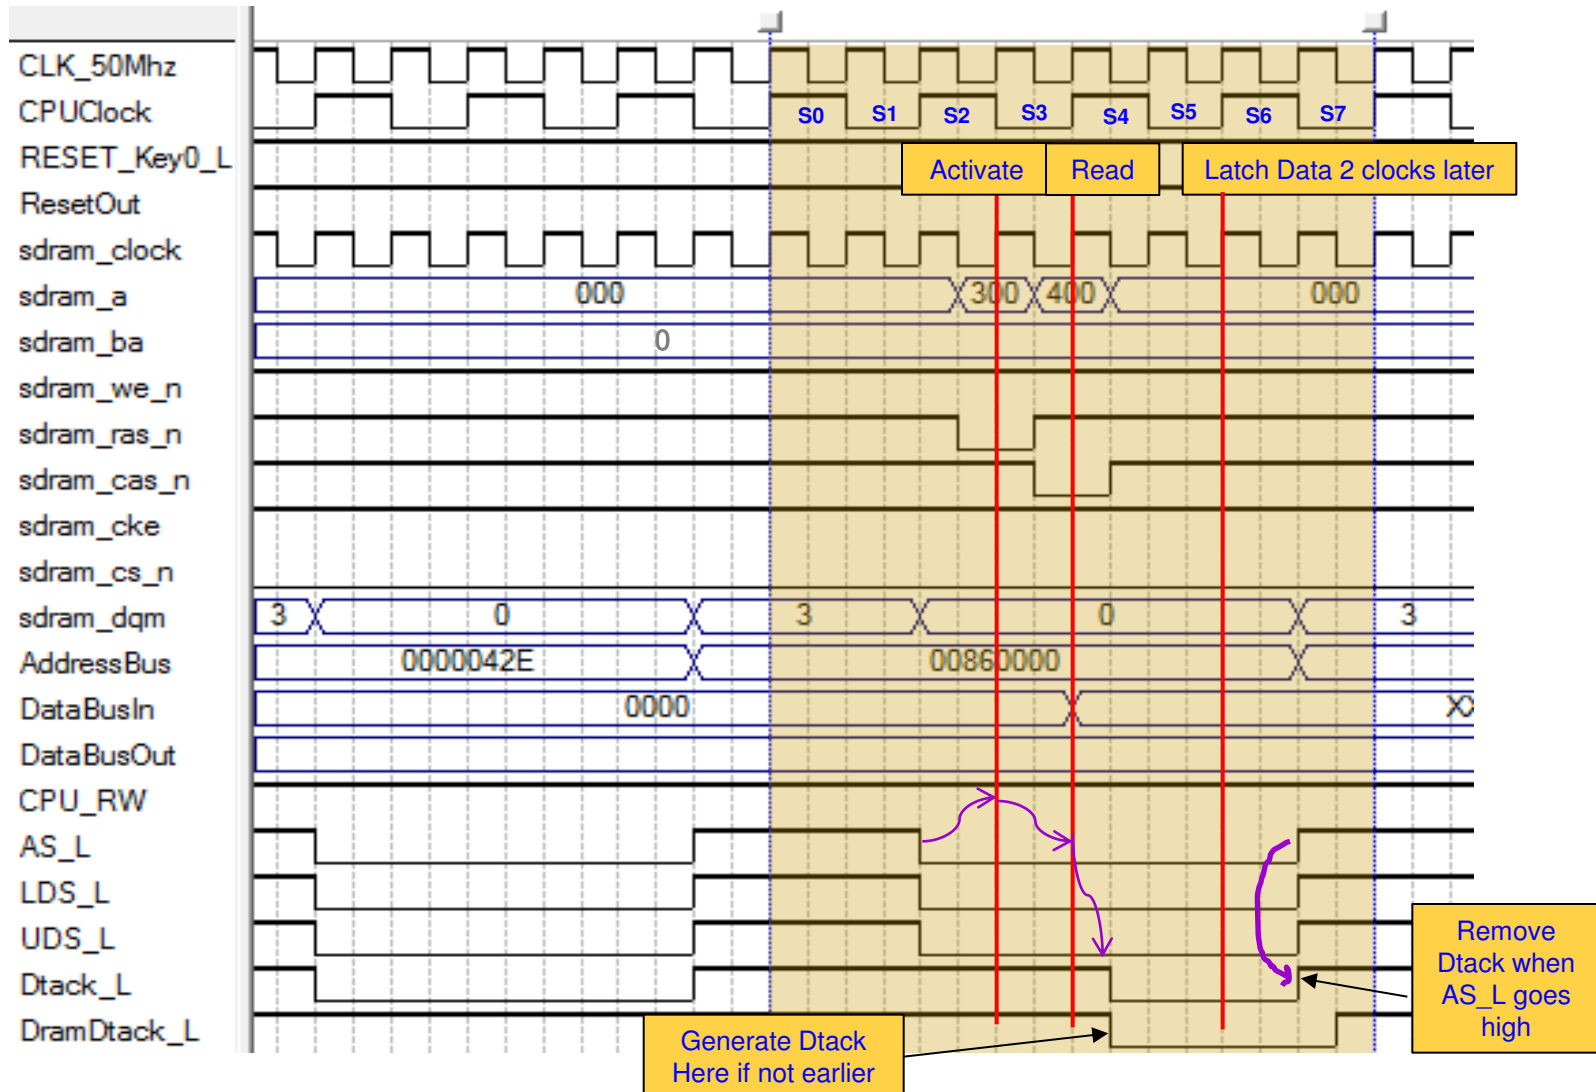 CLK_50Mhz
CPUClock
S0 S1 S2 S3 S4 S5 S6 S7
RESET_Key0_L
Activate Read Latch Data 2 clocks later
ResetOut
sdram_clock
sdram_a 000 300 400 000
sdram_ba 0
sdram_we_n
sdram_ras_n
sdram_cas_n
sdram_cke
sdram_cs_n
sdram_dqm 3 0 3 0 3
AddressBus 0000042E 00860000
DataBusIn 0000 XX
DataBusOut
CPU_RW
AS_L
LDS_L
UDS_L
Dtack_L
DramDtack_L
Remove
Dtack when
AS_L goes
high
Generate Dtack
Here if not earlier